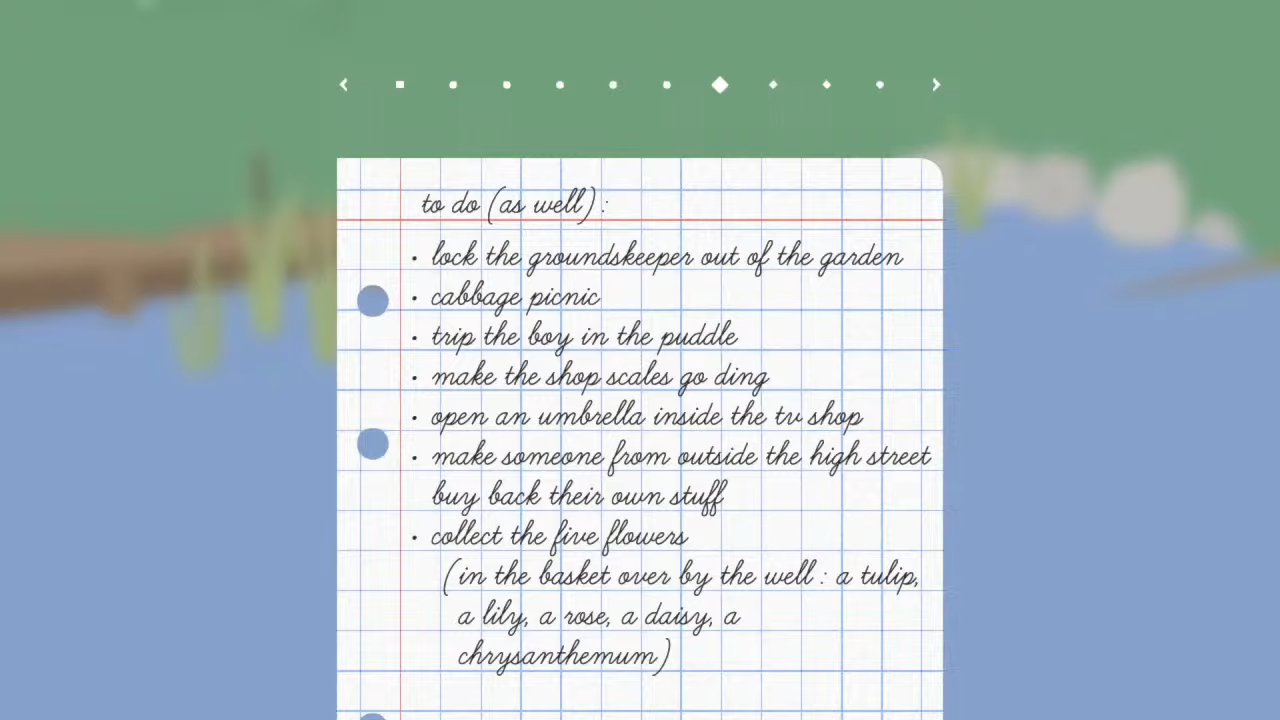 to do (as well) :
• lock the groundskeeper out of the garden
• cabbage picnic
• trip the boy in the puddle
• make the shop scales go ding
• open an umbrella inside the tv shop
• make someone from outside the high street
buy back their own stuff
• collect the five flowers
(in the basket over by the well : a tulip,
a lily, a rose, a daisy, a
chrysanthemum)